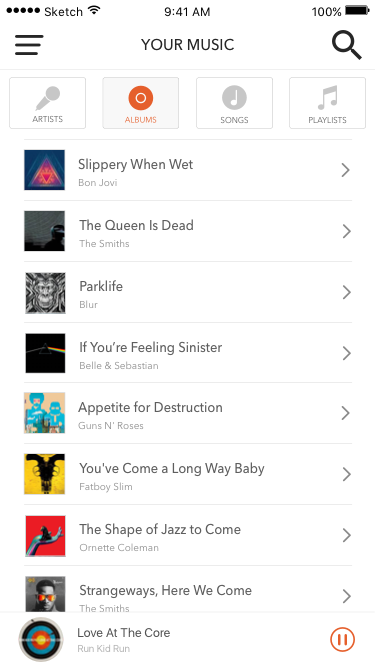 Sketch 9:41 AM 100%
YOUR MUSIC
ARTISTS ALBUMS SONGS PLAYLISTS
Slippery When Wet
Bon Jovi
The Queen Is Dead
The Smiths
Parklife
Blur
If You’re Feeling Sinister
Belle & Sebastian
Appetite for Destruction
Guns N' Roses
You've Come a Long Way Baby
Fatboy Slim
The Shape of Jazz to Come
Ornette Coleman
Strangeways, Here We Come
The Smiths
Love At The Core
Run Kid Run